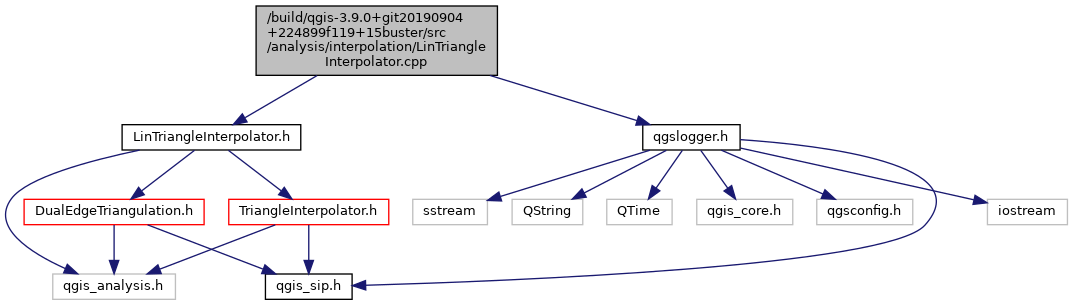 /build/qgis-3.9.0+git20190904
+224899f119+15buster/src
/analysis/interpolation/LinTriangle
Interpolator.cpp
LinTriangleInterpolator.h
qgslogger.h
DualEdgeTriangulation.h
TriangleInterpolator.h
sstream
QString
QTime
qgis_core.h
qgsconfig.h
iostream
qgis_analysis.h
qgis_sip.h